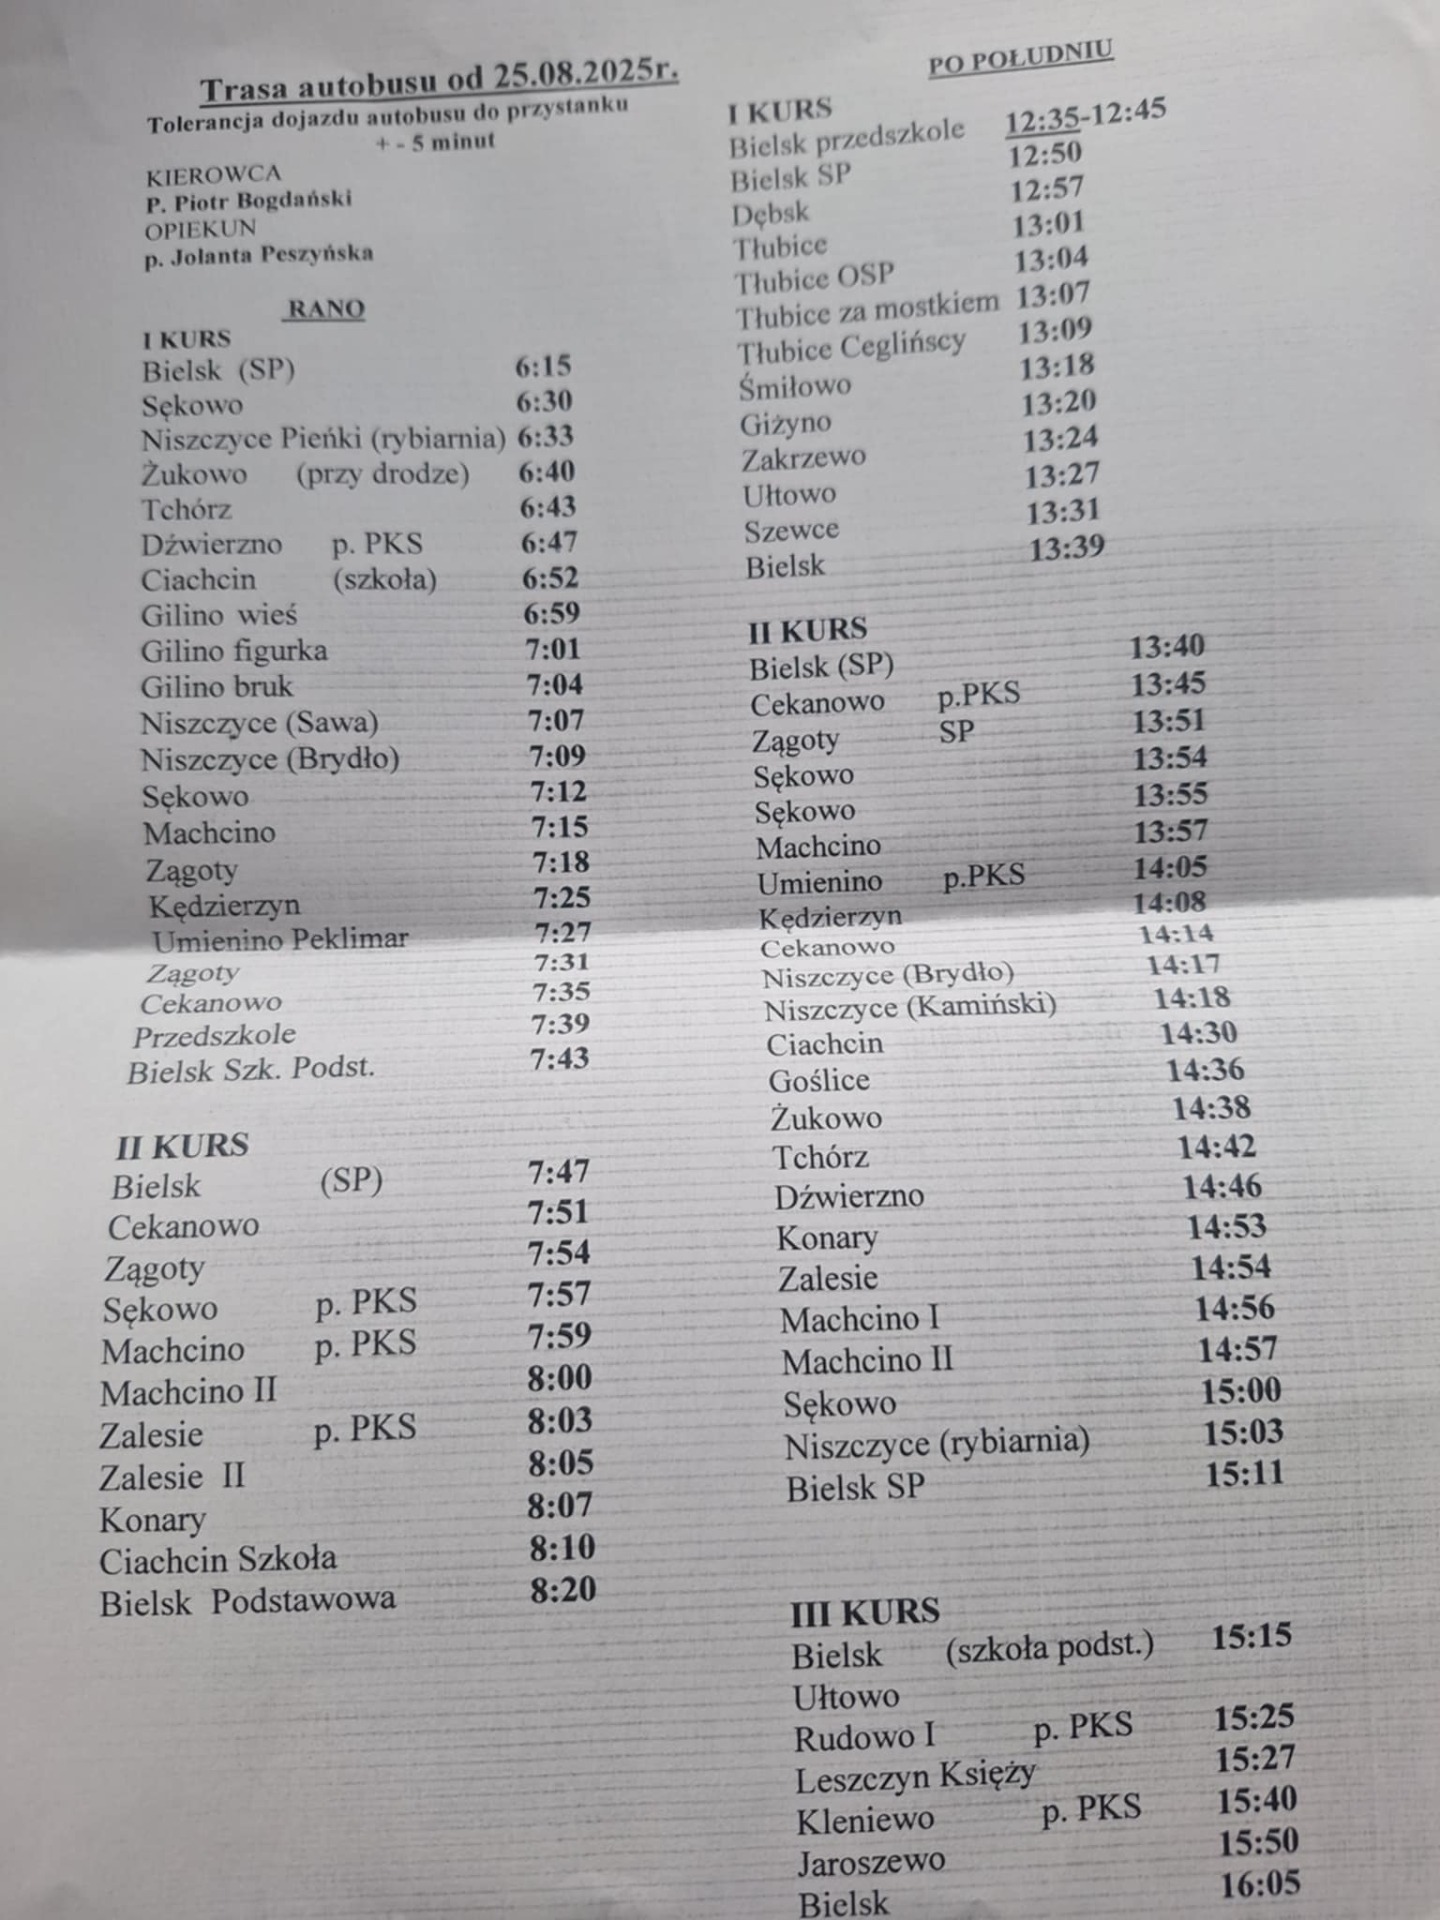 Trasa autobusu od 25.08.2025r.
Tolerancja dojazdu autobusu do przystanku
+ - 5 minut
KIEROWCA
P. Piotr Bogdański
OPIEKUN
p. Jolanta Peszyńska
RANO
I KURS
Bielsk (SP) 6:15
Sękowo 6:30
Niszczyce Pieńki (rybiarnia) 6:33
Żukowo (przy drodze) 6:40
Tchórz 6:43
Dźwierzno p. PKS 6:47
Ciachcin (szkoła) 6:52
Gilino wieś 6:59
Gilino figurka 7:01
Gilino bruk 7:04
Niszczyce (Sawa) 7:07
Niszczyce (Brydło) 7:09
Sękowo 7:12
Machcino 7:15
Zągoty 7:18
Kędzierzyn 7:25
Umienino Peklimar 7:27
Zągoty 7:31
Cekanowo 7:35
Przedszkole 7:39
Bielsk Szk. Podst. 7:43
II KURS
Bielsk (SP) 7:47
Cekanowo 7:51
Zągoty 7:54
Sękowo p. PKS 7:57
Machcino p. PKS 7:59
Machcino II 8:00
Zalesie p. PKS 8:03
Zalesie II 8:05
Konary 8:07
Ciachcin Szkoła 8:10
Bielsk Podstawowa 8:20
PO POŁUDNIU
I KURS
Bielsk przedszkole 12:35-12:45
Bielsk SP 12:50
Dębsk 12:57
Tłubice 13:01
Tłubice OSP 13:04
Tłubice za mostkiem 13:07
Tłubice Ceglińscy 13:09
Śmiłowo 13:18
Giżyno 13:20
Zakrzewo 13:24
Ułtowo 13:27
Szewce 13:31
Bielsk 13:39
II KURS
Bielsk (SP) 13:40
Cekanowo p.PKS 13:45
Zągoty SP 13:51
Sękowo 13:54
Sękowo 13:55
Machcino 13:57
Umienino p.PKS 14:05
Kędzierzyn 14:08
Cekanowo 14:14
Niszczyce (Brydło) 14:17
Niszczyce (Kamiński) 14:18
Ciachcin 14:30
Goślice 14:36
Żukowo 14:38
Tchórz 14:42
Dźwierzno 14:46
Konary 14:53
Zalesie 14:54
Machcino I 14:56
Machcino II 14:57
Sękowo 15:00
Niszczyce (rybiarnia) 15:03
Bielsk SP 15:11
III KURS
Bielsk (szkoła podst.) 15:15
Ułtowo
Rudowo I p. PKS 15:25
Leszczyn Księży 15:27
Kleniewo p. PKS 15:40
Jaroszewo 15:50
Bielsk 16:05